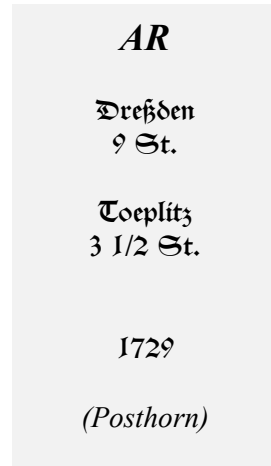 AR
Dreßden
9 St.
Toeplitz
3 1/2 St.
1729
(Posthorn)